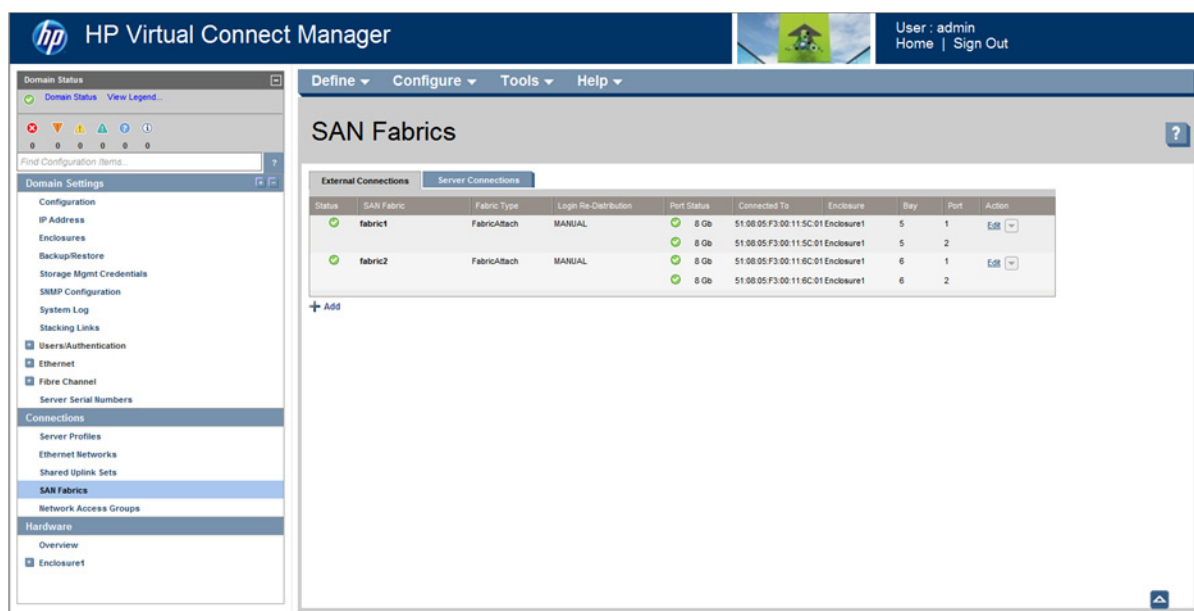 hp HP Virtual Connect Manager
User : admin
Home | Sign Out
Domain Status
Domain Status View Legend...
0 0 0 0 0 0
Find Configuration Items... ?
Domain Settings
Configuration
IP Address
Enclosures
Backup/Restore
Storage Mgmt Credentials
SNMP Configuration
System Log
Stacking Links
Users/Authentication
Ethernet
Fibre Channel
Server Serial Numbers
Connections
Server Profiles
Ethernet Networks
Shared Uplink Sets
SAN Fabrics
Network Access Groups
Hardware
Overview
Enclosure1
Define Configure Tools Help
SAN Fabrics ?
External Connections Server Connections
Status SAN Fabric Fabric Type Login Re-Distribution Port Status Connected To Enclosure Bay Port Action
fabric1 FabricAttach MANUAL 8 Gb 51:08:05:F3:00:11:5C:01 Enclosure1 5 1 Edit
8 Gb 51:08:05:F3:00:11:5C:01 Enclosure1 5 2
fabric2 FabricAttach MANUAL 8 Gb 51:08:05:F3:00:11:6C:01 Enclosure1 6 1 Edit
8 Gb 51:08:05:F3:00:11:6C:01 Enclosure1 6 2
Add